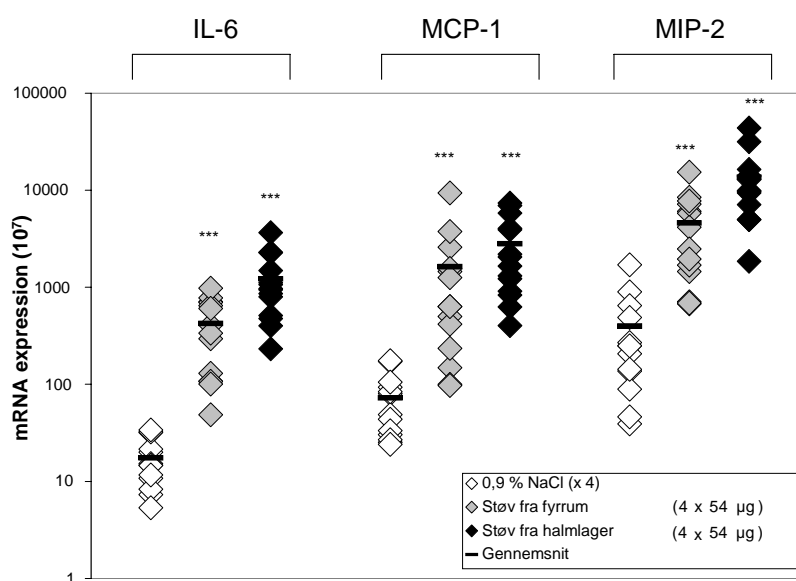 IL-6 MCP-1 MIP-2
mRNA expression (10⁷)
100000
10000
1000
100
10
1
***
***
***
***
***
***
0,9 % NaCl (x 4)
Støv fra fyrrum (4 x 54 µg)
Støv fra halmlager (4 x 54 µg)
Gennemsnit